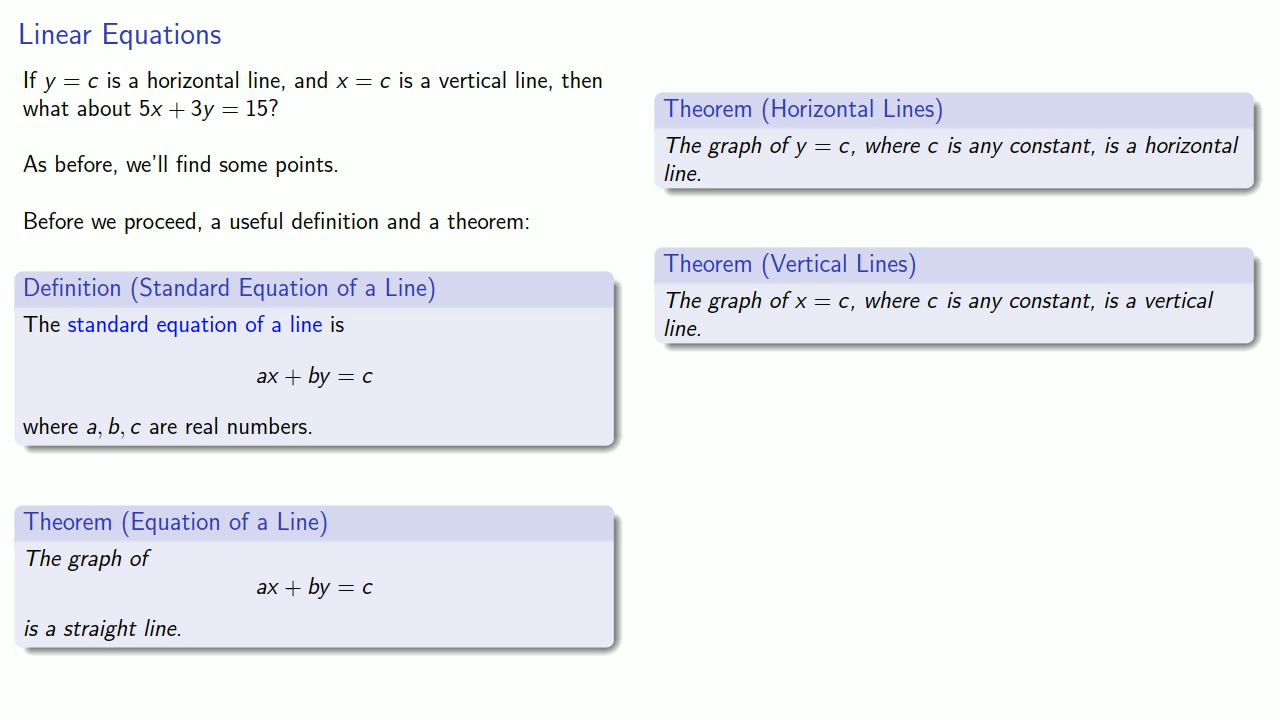 Linear Equations
If y = c is a horizontal line, and x = c is a vertical line, then
what about 5x + 3y = 15?
As before, we'll find some points.
Before we proceed, a useful definition and a theorem:
Definition (Standard Equation of a Line)
The standard equation of a line is
ax + by = c
where a, b, c are real numbers.
Theorem (Equation of a Line)
The graph of
ax + by = c
is a straight line.
Theorem (Horizontal Lines)
The graph of y = c, where c is any constant, is a horizontal
line.
Theorem (Vertical Lines)
The graph of x = c, where c is any constant, is a vertical
line.